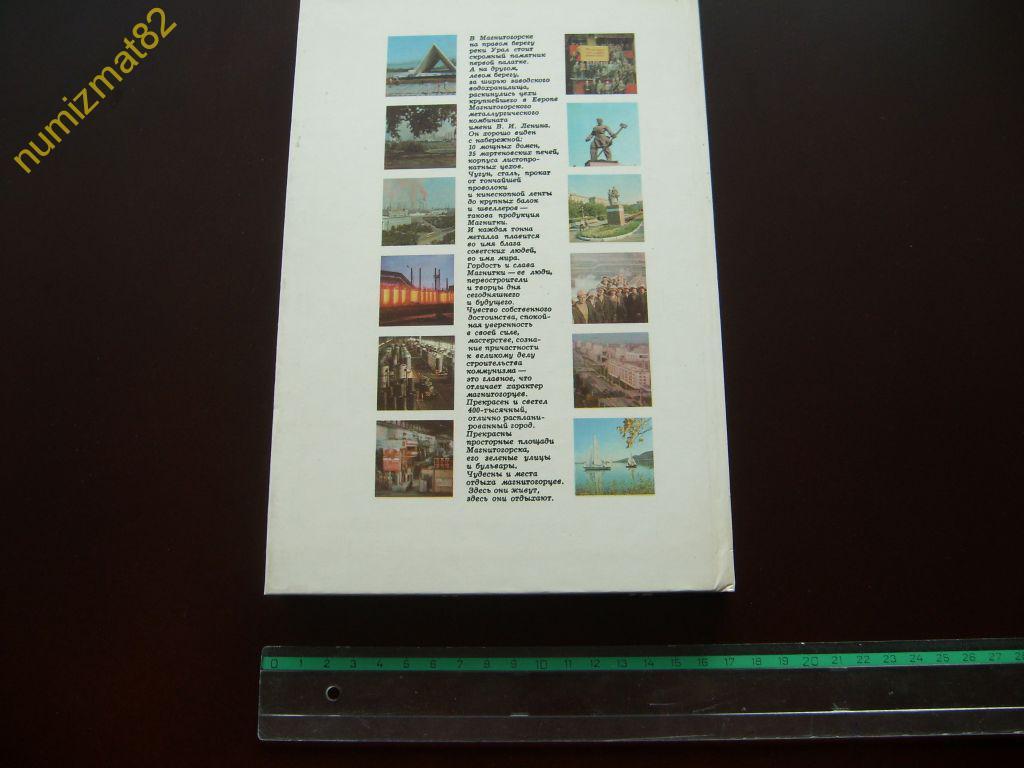 numizmat82
В Магнитогорске
на правом берегу
реки Урал стоит
скромный памятник
первой палатке.
А на другом,
левом берегу,
за ширью заводского
водохранилища,
раскинулись цехи
крупнейшего в Европе
Магнитогорского
металлургического
комбината
имени В. И. Ленина.
Он хорошо виден
с набережной:
10 мощных домен,
35 мартеновских печей,
корпуса листопро-
катных цехов.
Чугун, сталь, прокат
от тончайшей
проволоки
и кинескопной ленты
до крупных балок
и швеллеров —
такова продукция
Магнитки.
И каждая тонна
металла плавится
во имя блага
советских людей,
во имя мира.
Гордость и слава
Магнитки — ее люди,
первостроители
и творцы дня
сегодняшнего
и будущего.
Чувство собственного
достоинства, спокой-
ная уверенность
в своей силе,
мастерстве, созна-
ние причастности
к великому делу
строительства
коммунизма —
это главное, что
отличает характер
магнитогорцев.
Прекрасен и светел
400-тысячный,
отлично распланиро-
рованный город.
Прекрасны
просторные площади
Магнитогорска,
его зеленые улицы
и бульвары.
Чудесны и места
отдыха магнитогорцев.
Здесь они живут,
здесь они отдыхают.
0 1 2 3 4 5 6 7 8 9 10 11 12 13 14 15 16 17 18 19 20 21 22 23 24 25 26 27 28